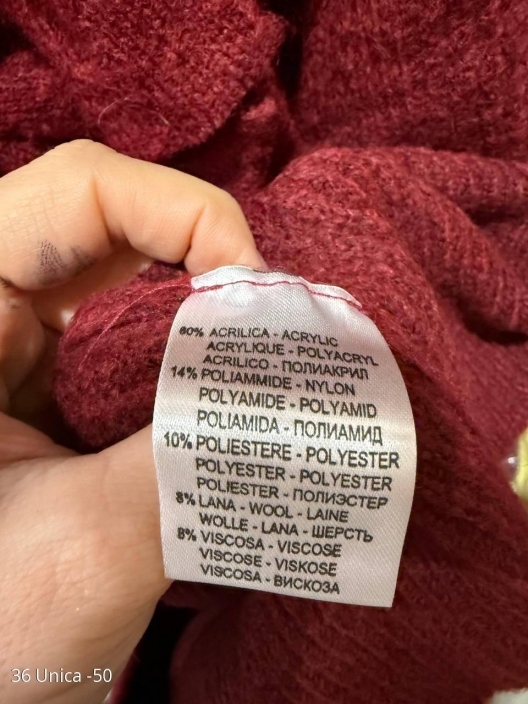 60% ACRILICA - ACRYLIC
ACRYLIQUE - POLYACRYL
ACRILICO - ПОЛИАКРИЛ
14% POLIAMMIDE - NYLON
POLYAMIDE - POLYAMID
POLIAMIDA - ПОЛИАМИД
10% POLIESTERE - POLYESTER
POLYESTER - POLYESTER
POLIESTER - ПОЛИЭСТЕР
8% LANA - WOOL - LAINE
WOLLE - LANA - ШЕРСТЬ
8% VISCOSA - VISCOSE
VISCOSE - VISKOSE
VISCOSA - ВИСКОЗА
36 Unica -50